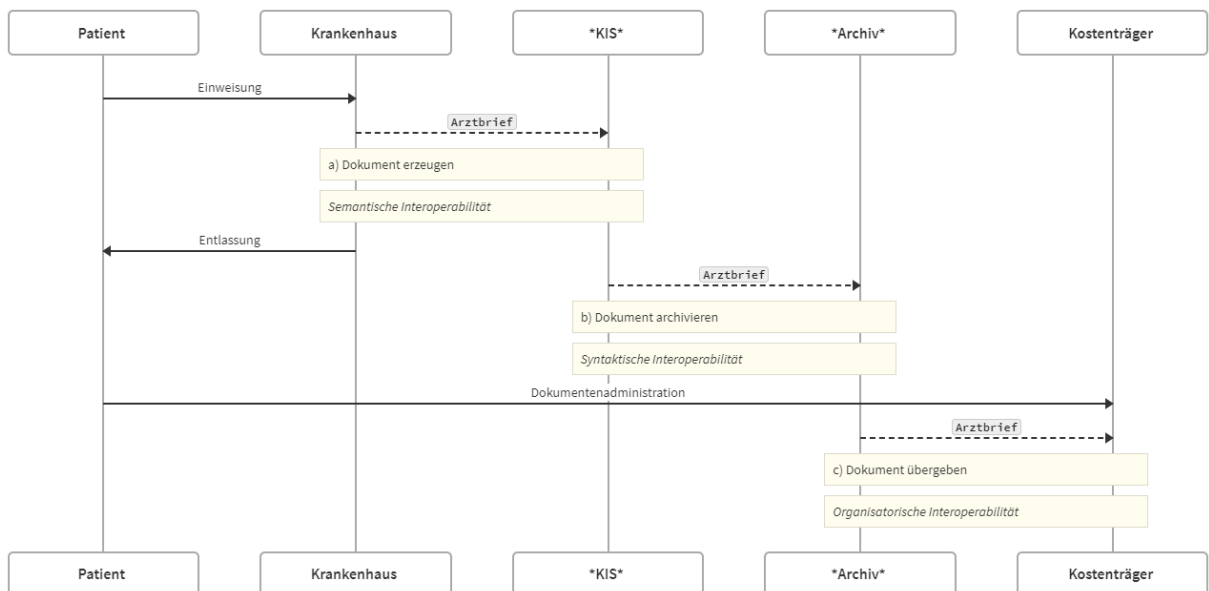 Patient Krankenhaus *KIS* *Archiv* Kostenträger
Einweisung
Arztbrief
a) Dokument erzeugen
Semantische Interoperabilität
Entlassung
Arztbrief
b) Dokument archivieren
Syntaktische Interoperabilität
Dokumentenadministration
Arztbrief
c) Dokument übergeben
Organisatorische Interoperabilität
Patient Krankenhaus *KIS* *Archiv* Kostenträger